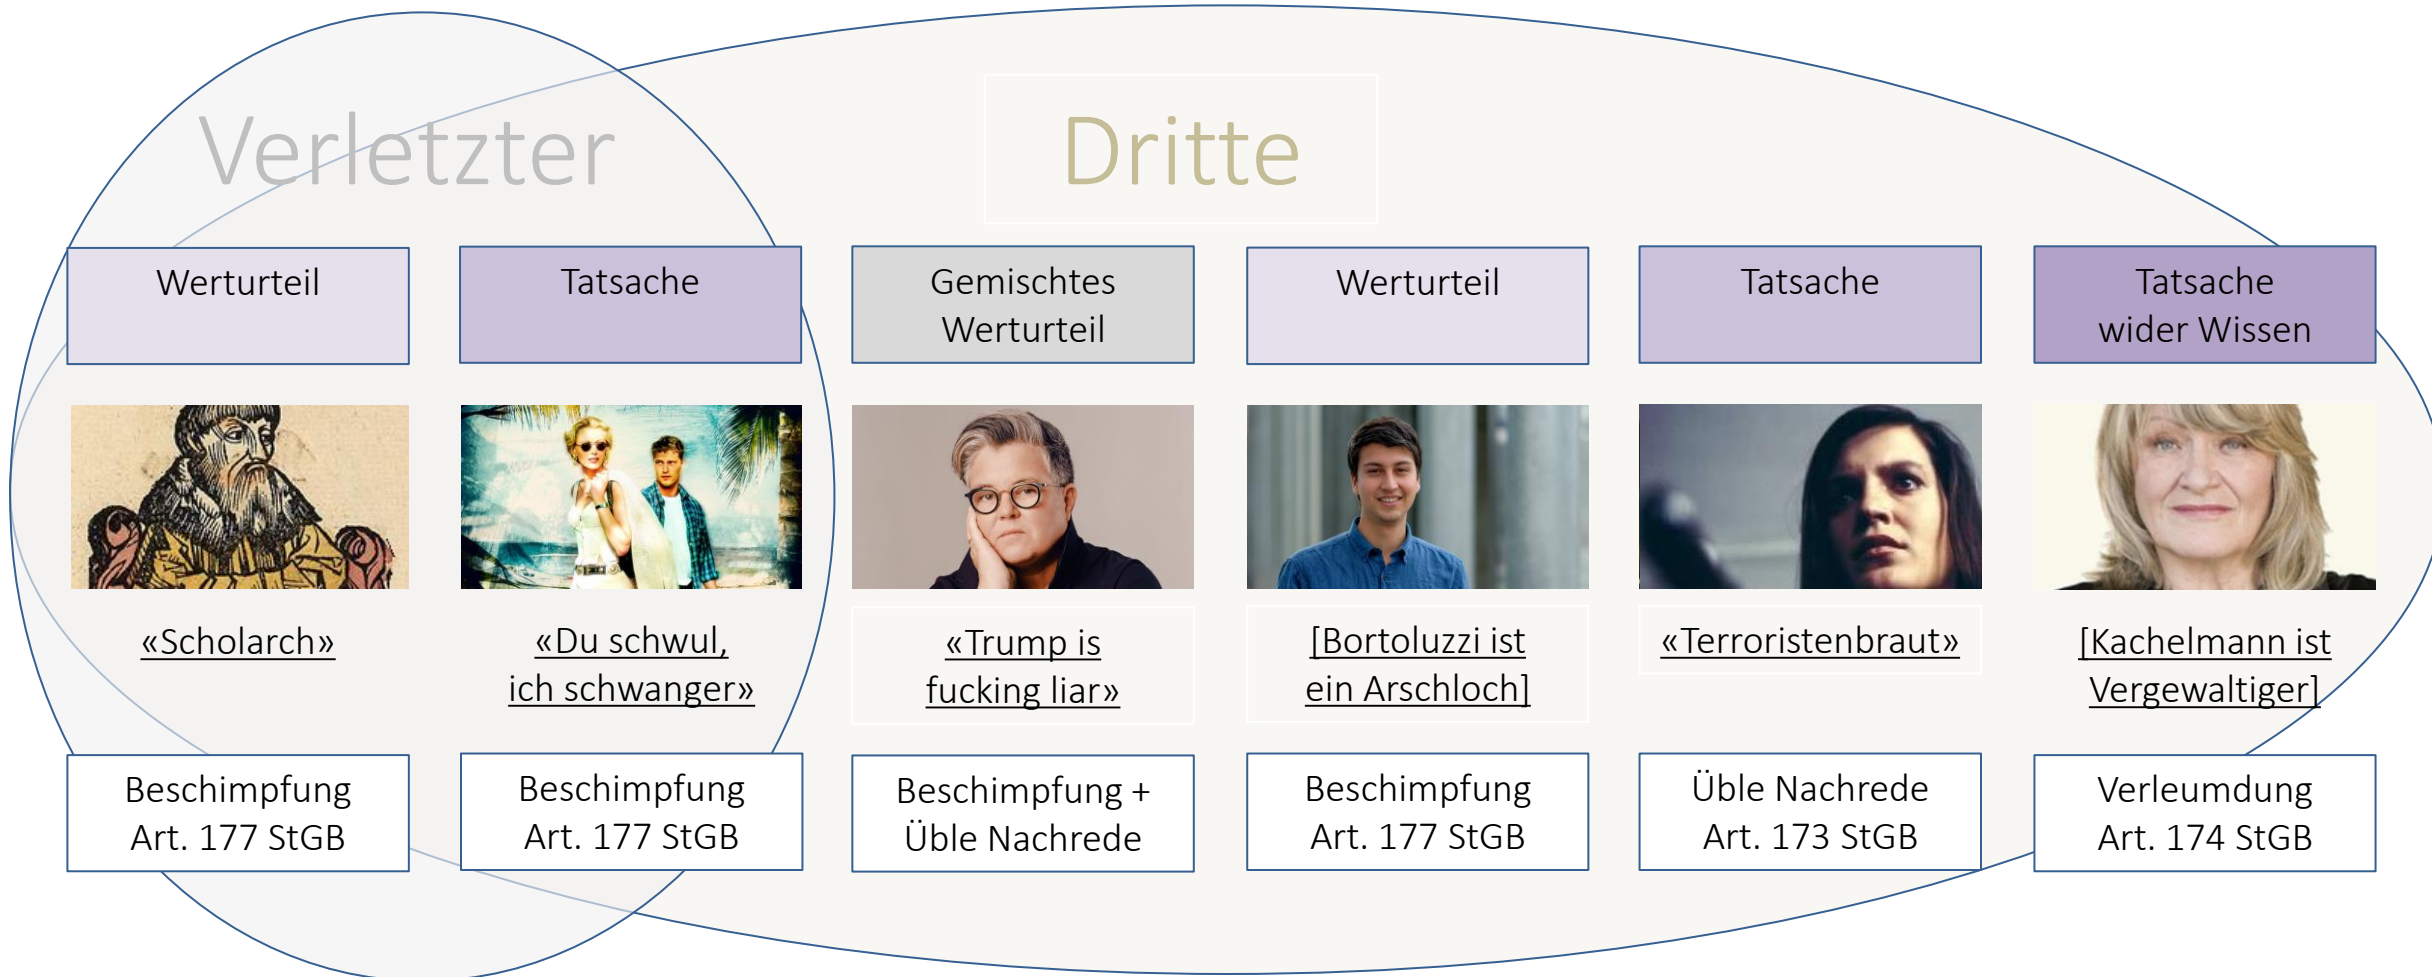 Verletzter
Dritte
Werturteil
Tatsache
Gemischtes
Werturteil
Werturteil
Tatsache
Tatsache
wider Wissen
«Scholarch»
«Du schwul,
ich schwanger»
«Trump is
fucking liar»
[Bortoluzzi ist
ein Arschloch]
«Terroristenbraut»
[Kachelmann ist
Vergewaltiger]
Beschimpfung
Art. 177 StGB
Beschimpfung
Art. 177 StGB
Beschimpfung +
Üble Nachrede
Beschimpfung
Art. 177 StGB
Üble Nachrede
Art. 173 StGB
Verleumdung
Art. 174 StGB